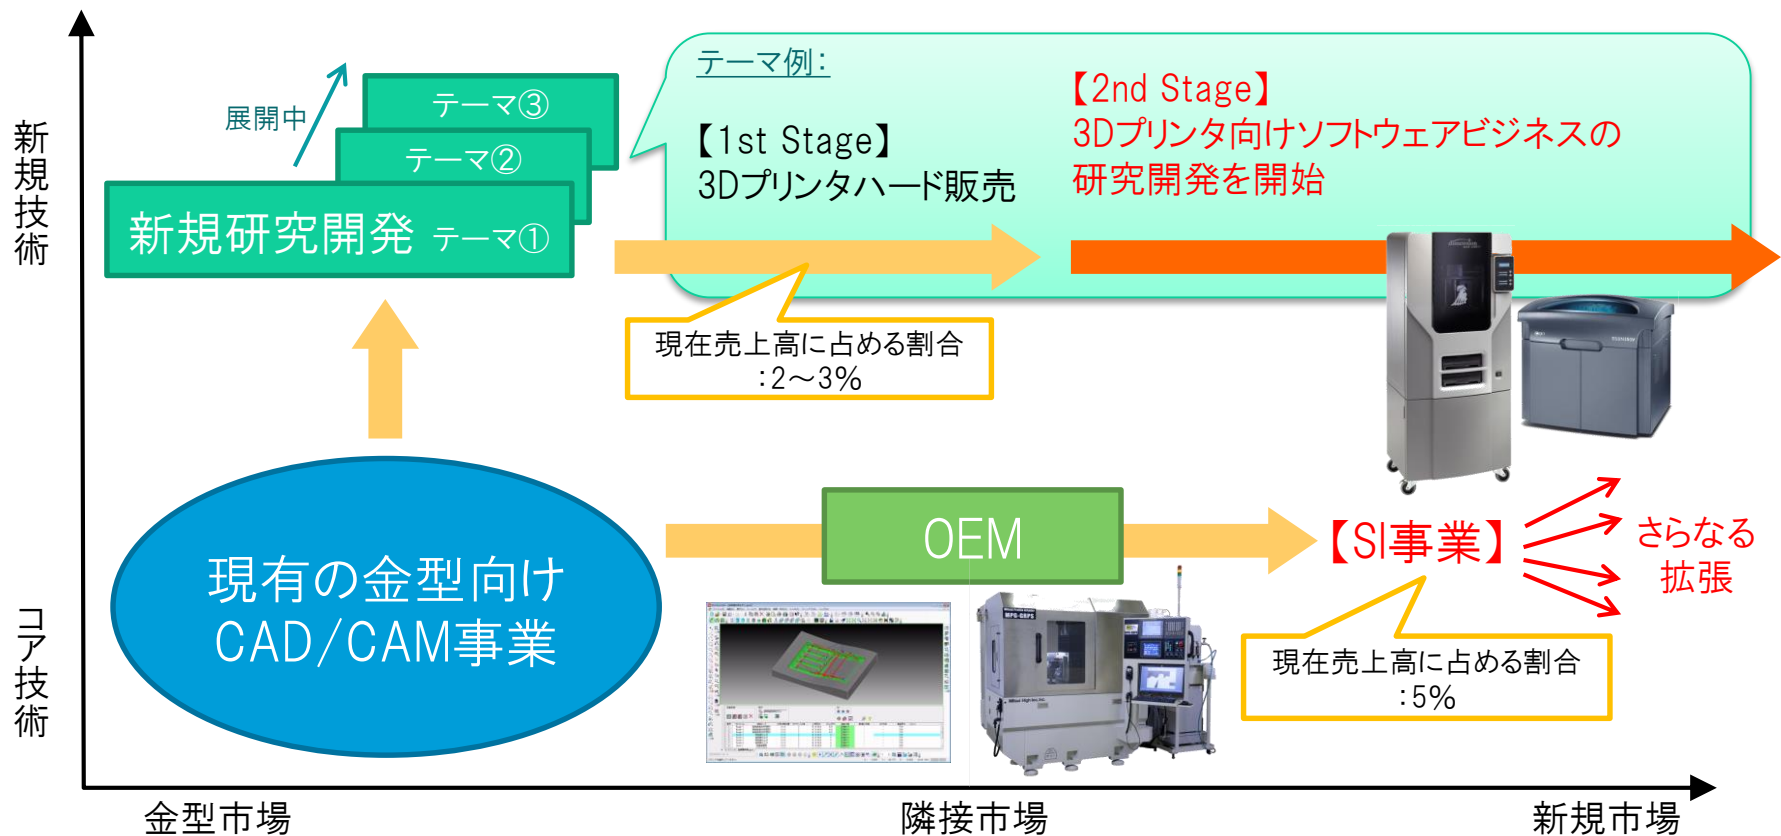 新規技術
コア技術
展開中
テーマ③
テーマ②
新規研究開発 テーマ①
テーマ例：
【1st Stage】
3Dプリンタハード販売
【2nd Stage】
3Dプリンタ向けソフトウェアビジネスの
研究開発を開始
現在売上高に占める割合
：2～3％
現有の金型向け
CAD/CAM事業
OEM
【SI事業】
さらなる
拡張
MPG-G8PS
現在売上高に占める割合
：5％
金型市場
隣接市場
新規市場